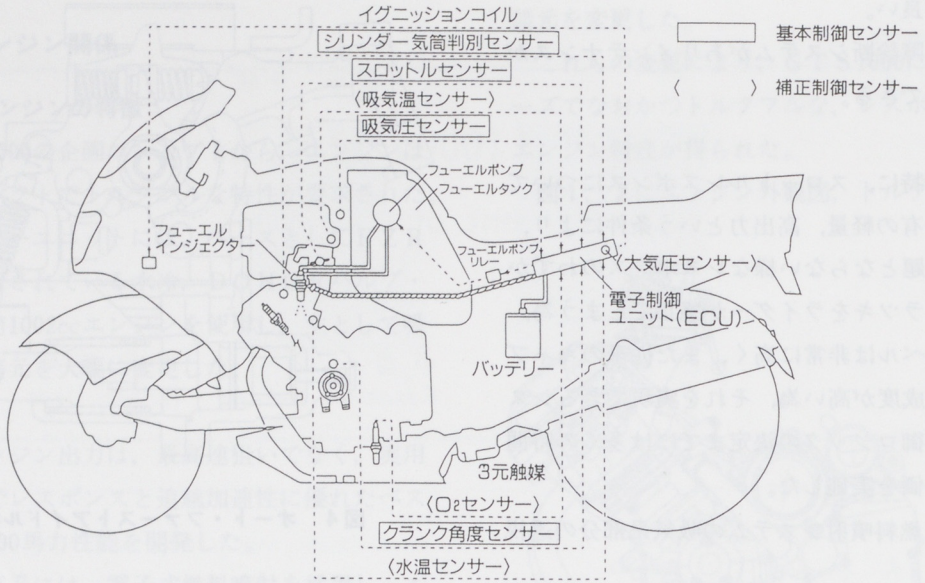 イグニッションコイル
シリンダー気筒判別センサー
スロットルセンサー
〈吸気温センサー〉
吸気圧センサー
基本制御センサー
〈 〉 補正制御センサー
フューエルポンプ
フューエルタンク
フューエル
インジェクター
フューエルポンプ
リレー
〈大気圧センサー〉
電子制御
ユニット(ECU)
バッテリー
3元触媒
〈O2センサー〉
クランク角度センサー
〈水温センサー〉